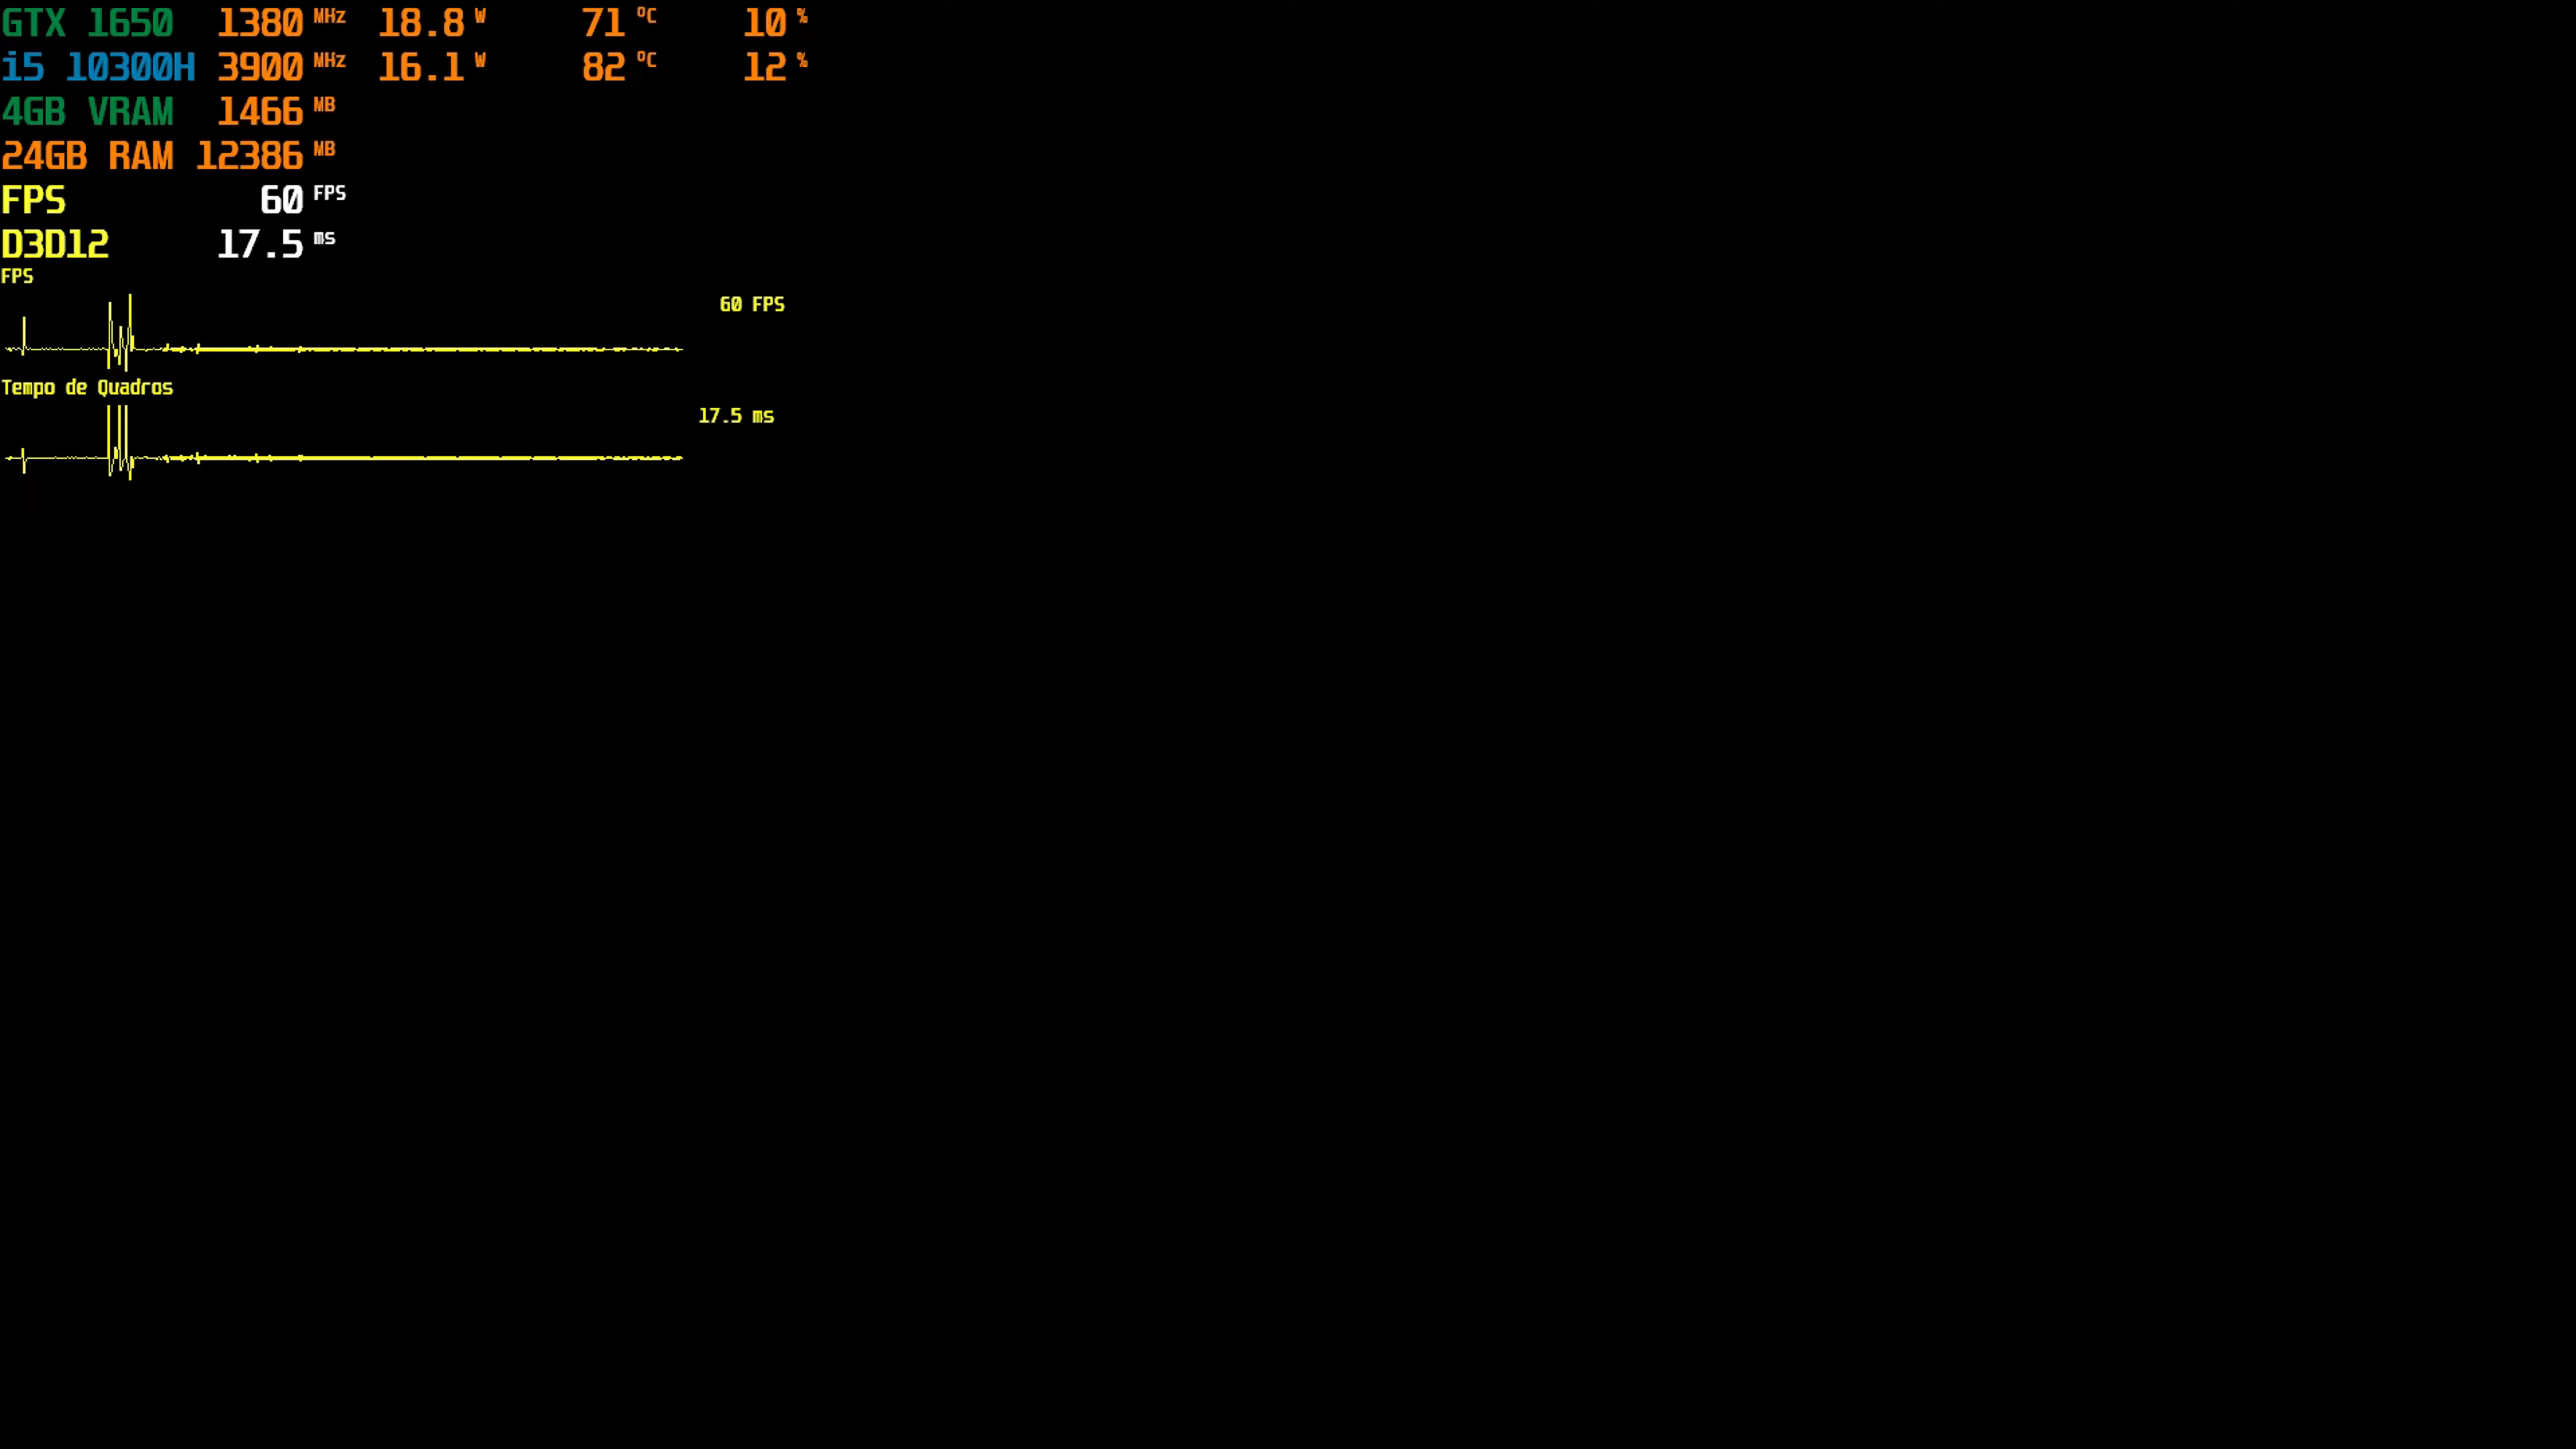 GTX 1650 1380 MHz 18.8 W 71 ºC 10 %
i5 10300H 3900 MHz 16.1 W 82 ºC 12 %
4GB VRAM 1466 MB
24GB RAM 12386 MB
FPS 60 FPS
D3D12 17.5 ms
FPS
60 FPS
Tempo de Quadros
17.5 ms